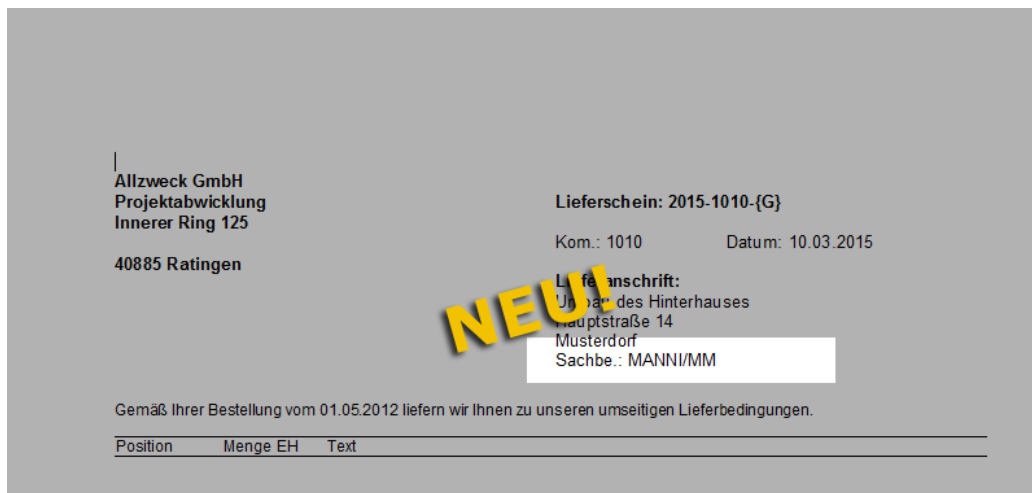 Allzweck GmbH
Projektabwicklung
Innerer Ring 125
40885 Ratingen
Lieferschein: 2015-1010-{G}
Kom.: 1010 Datum: 10.03.2015
Lieferanschrift:
Umbau des Hinterhauses
Hauptstraße 14
Musterdorf
Sachbe.: MANNI/MM
NEU!
Gemäß Ihrer Bestellung vom 01.05.2012 liefern wir Ihnen zu unseren umseitigen Lieferbedingungen.
Position Menge EH Text